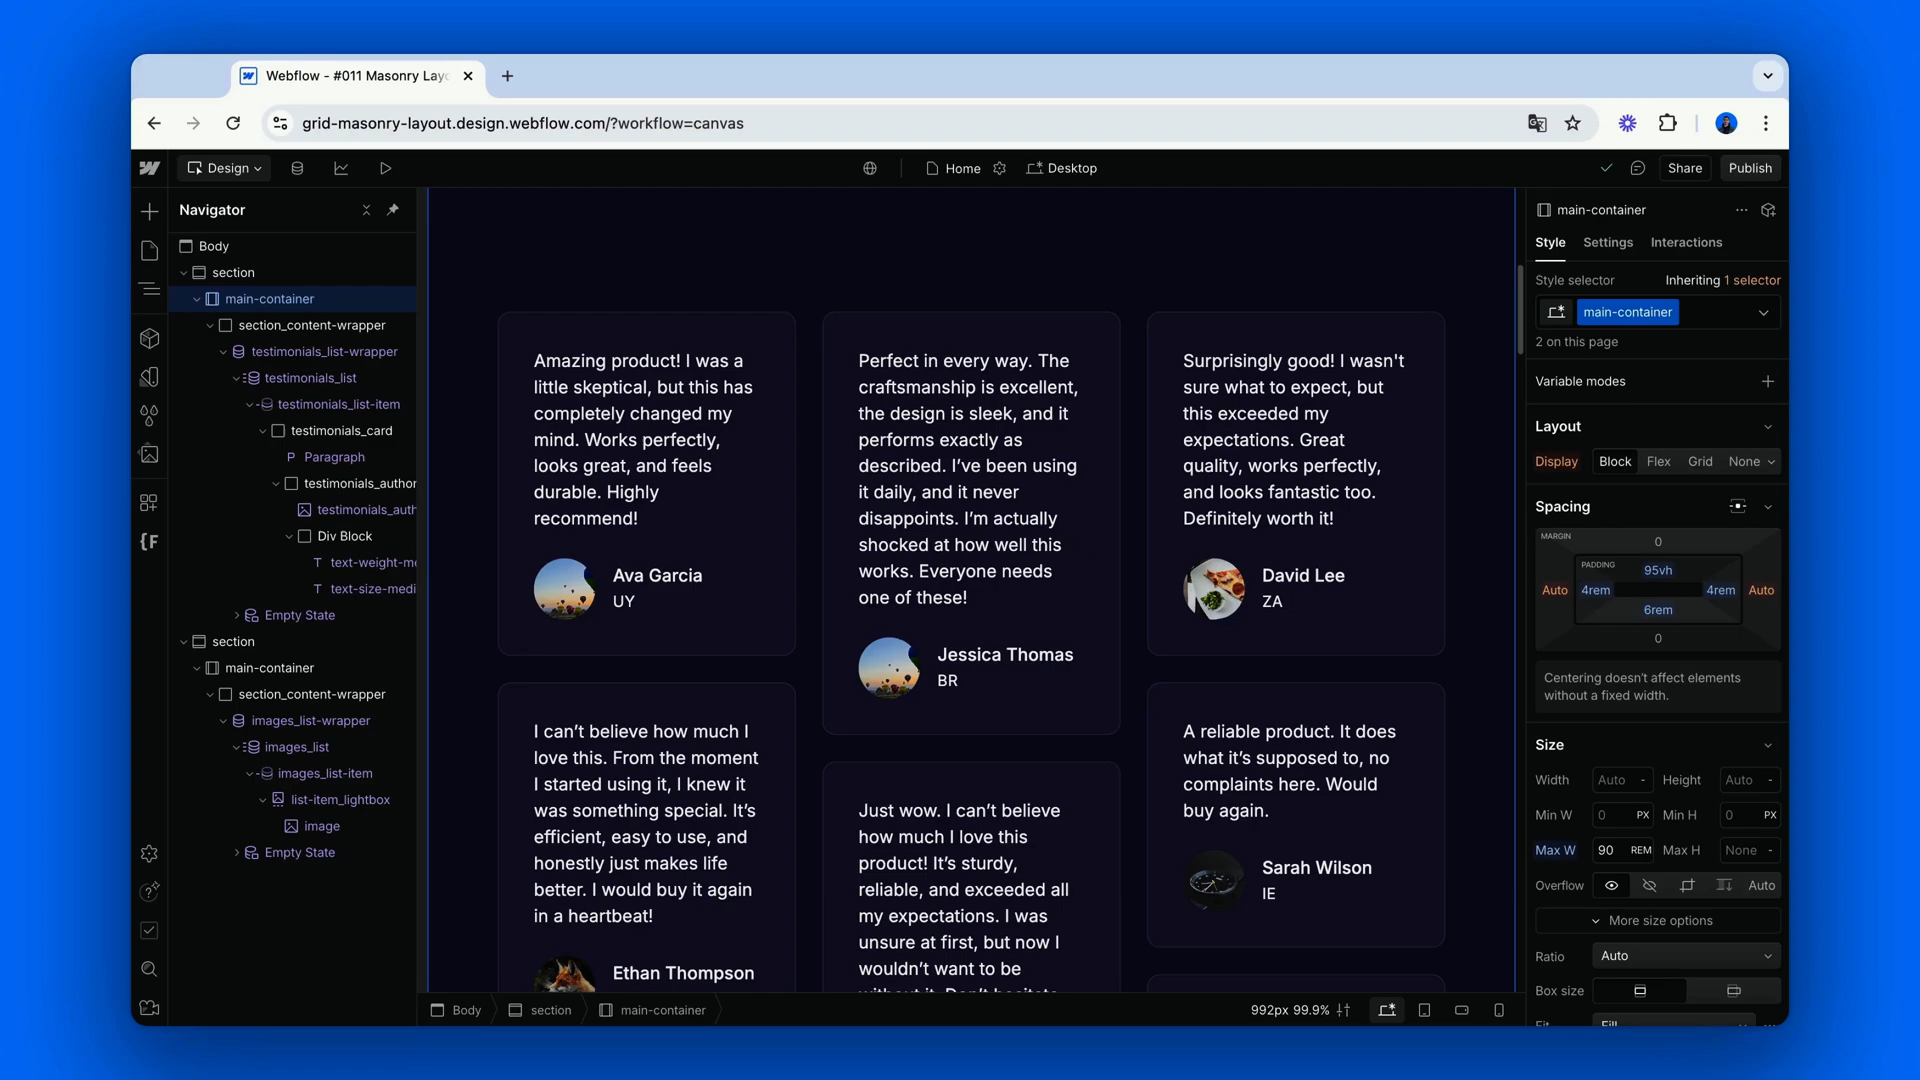 Webflow - #011 Masonry Layo
grid-masonry-layout.design.webflow.com/?workflow=canvas
Design
Home
Desktop
Share
Publish
Navigator
Body
section
main-container
section_content-wrapper
testimonials_list-wrapper
testimonials_list
testimonials_list-item
testimonials_card
P Paragraph
testimonials_author
testimonials_auth
Div Block
T text-weight-me
T text-size-medi
Empty State
section
main-container
section_content-wrapper
images_list-wrapper
images_list
images_list-item
list-item_lightbox
image
Empty State
{F
Amazing product! I was a
little skeptical, but this has
completely changed my
mind. Works perfectly,
looks great, and feels
durable. Highly
recommend!
Ava Garcia
UY
I can’t believe how much I
love this. From the moment
I started using it, I knew it
was something special. It’s
efficient, easy to use, and
honestly just makes life
better. I would buy it again
in a heartbeat!
Ethan Thompson
Perfect in every way. The
craftsmanship is excellent,
the design is sleek, and it
performs exactly as
described. I’ve been using
it daily, and it never
disappoints. I’m actually
shocked at how well this
works. Everyone needs
one of these!
Jessica Thomas
BR
Just wow. I can’t believe
how much I love this
product! It’s sturdy,
reliable, and exceeded all
my expectations. I was
unsure at first, but now I
wouldn’t want to be
without it. Don’t hesitate
Surprisingly good! I wasn't
sure what to expect, but
this exceeded my
expectations. Great
quality, works perfectly,
and looks fantastic too.
Definitely worth it!
David Lee
ZA
A reliable product. It does
what it’s supposed to, no
complaints here. Would
buy again.
Sarah Wilson
IE
Body
section
main-container
992px 99.9%
main-container
Style
Settings
Interactions
Style selector
Inheriting 1 selector
main-container
2 on this page
Variable modes
Layout
Display
Block
Flex
Grid
None
Spacing
MARGIN
0
PADDING
95vh
Auto
4rem
4rem
Auto
6rem
0
Centering doesn’t affect elements
without a fixed width.
Size
Width Auto - Height Auto -
Min W 0 PX Min H 0 PX
Max W 90 REM Max H None -
Overflow
Auto
More size options
Ratio
Auto
Box size
Fit
Fill